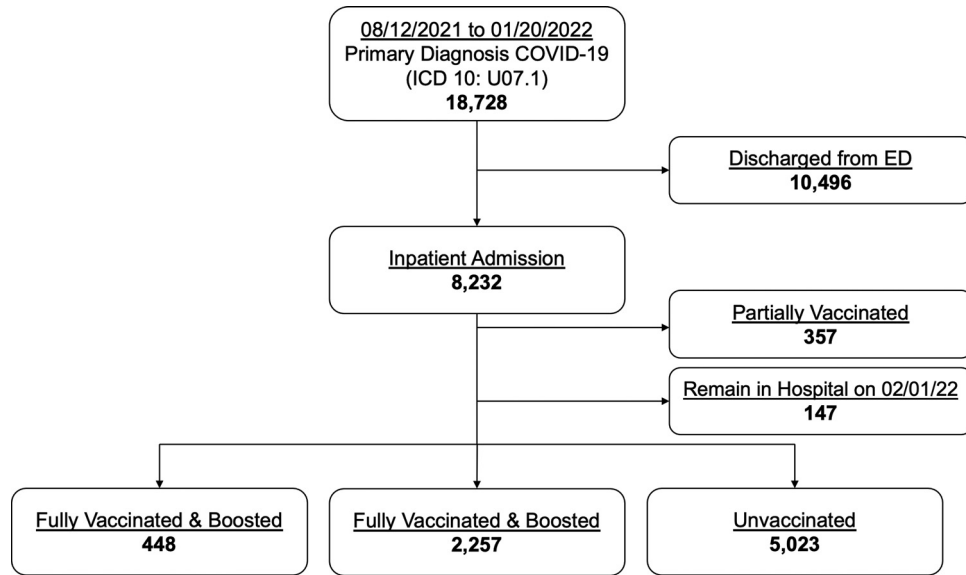 08/12/2021 to 01/20/2022
Primary Diagnosis COVID-19
(ICD 10: U07.1)
18,728
Discharged from ED
10,496
Inpatient Admission
8,232
Partially Vaccinated
357
Remain in Hospital on 02/01/22
147
Fully Vaccinated & Boosted
448
Fully Vaccinated & Boosted
2,257
Unvaccinated
5,023